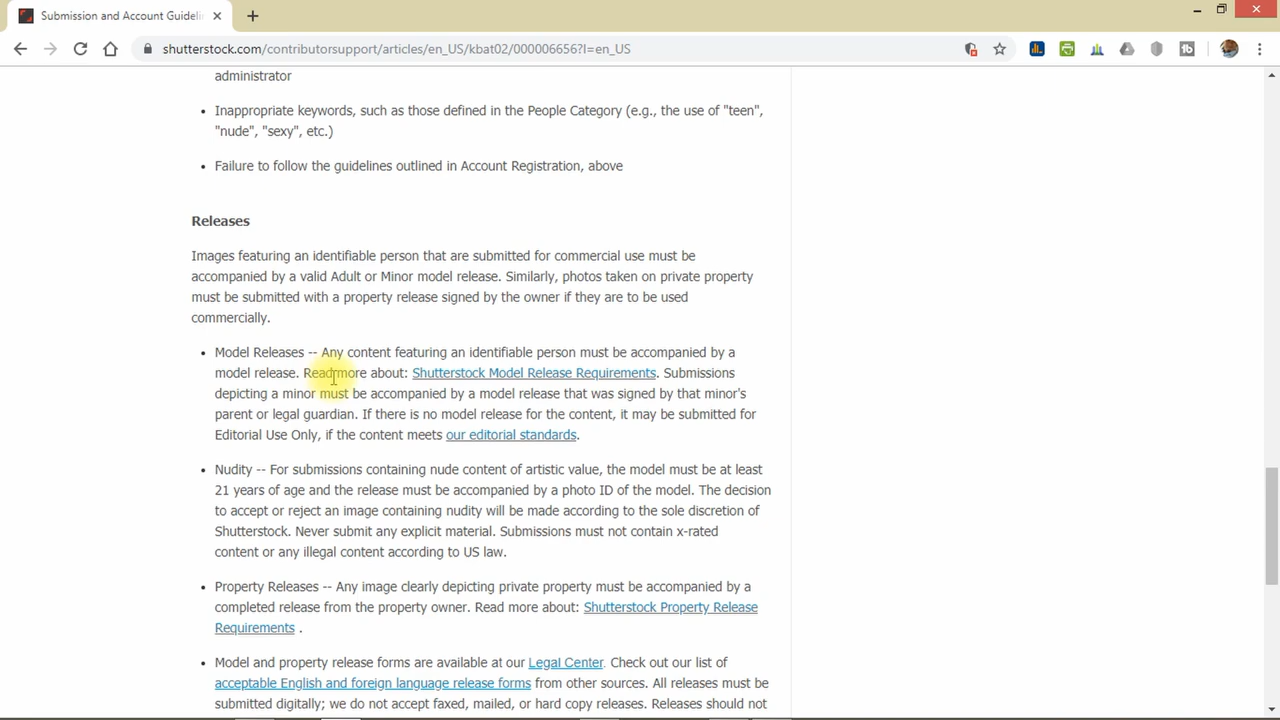 Submission and Account Guideli
shutterstock.com/contributorsupport/articles/en_US/kbat02/000006656?l=en_US
administrator
• Inappropriate keywords, such as those defined in the People Category (e.g., the use of "teen",
"nude", "sexy", etc.)
• Failure to follow the guidelines outlined in Account Registration, above
Releases
Images featuring an identifiable person that are submitted for commercial use must be
accompanied by a valid Adult or Minor model release. Similarly, photos taken on private property
must be submitted with a property release signed by the owner if they are to be used
commercially.
• Model Releases -- Any content featuring an identifiable person must be accompanied by a
model release. Read more about: Shutterstock Model Release Requirements. Submissions
depicting a minor must be accompanied by a model release that was signed by that minor's
parent or legal guardian. If there is no model release for the content, it may be submitted for
Editorial Use Only, if the content meets our editorial standards.
• Nudity -- For submissions containing nude content of artistic value, the model must be at least
21 years of age and the release must be accompanied by a photo ID of the model. The decision
to accept or reject an image containing nudity will be made according to the sole discretion of
Shutterstock. Never submit any explicit material. Submissions must not contain x-rated
content or any illegal content according to US law.
• Property Releases -- Any image clearly depicting private property must be accompanied by a
completed release from the property owner. Read more about: Shutterstock Property Release
Requirements .
• Model and property release forms are available at our Legal Center. Check out our list of
acceptable English and foreign language release forms from other sources. All releases must be
submitted digitally; we do not accept faxed, mailed, or hard copy releases. Releases should not